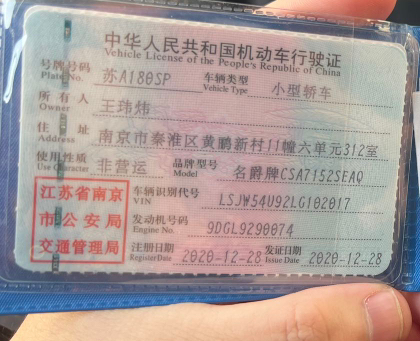 中华人民共和国机动车行驶证
Vehicle License of the People's Republic of China
号牌号码 苏A180SP 车辆类型 小型轿车
Plate No. Vehicle Type
所有人 王玮炜
Owner
住址 南京市秦淮区黄鹏新村11幢六单元312室
Address
使用性质 非营运 品牌型号 名爵牌CSA7152SEAQ
Use Character Model
江苏省南京市公安局交通管理局
车辆识别代号 LSJW54U92LG102017
VIN
发动机号码 9DGL9290074
Engine No.
注册日期 2020-12-28 发证日期 2020-12-28
Register Date Issue Date